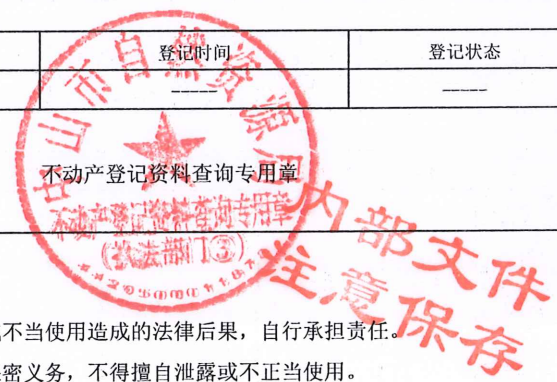 登记时间 登记状态
----- -----
中山市自然资源局
不动产登记资料查询专用章
不动产登记资料查询专用章
(执法部门③)
内部文件
注意保存
不当使用造成的法律后果，自行承担责任。
密义务，不得擅自泄露或不正当使用。